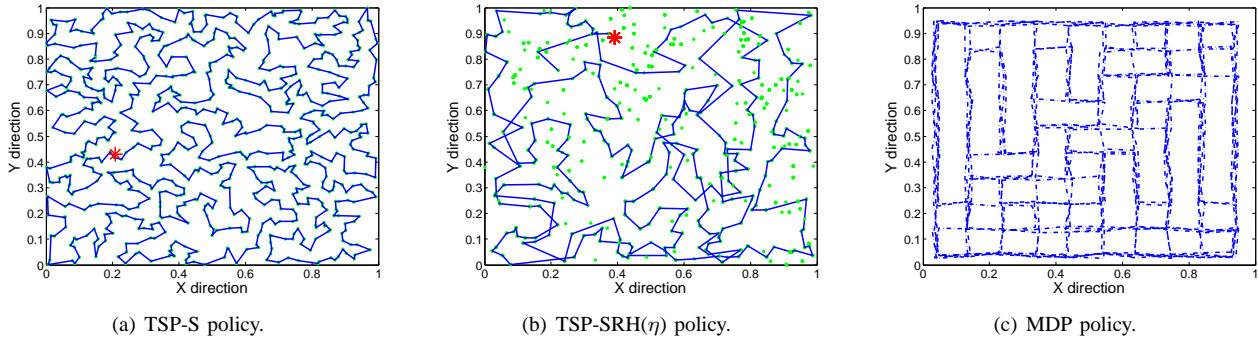 1
0.9
0.8
0.7
0.6
0.5
0.4
0.3
0.2
0.1
0
Y direction
0 0.2 0.4 0.6 0.8 1
X direction
(a) TSP-S policy.
1
0.9
0.8
0.7
0.6
0.5
0.4
0.3
0.2
0.1
0
Y direction
0 0.2 0.4 0.6 0.8 1
X direction
(b) TSP-SRH(η) policy.
1
0.9
0.8
0.7
0.6
0.5
0.4
0.3
0.2
0.1
0
Y direction
0 0.2 0.4 0.6 0.8 1
X direction
(c) MDP policy.